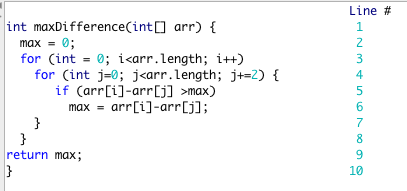 Line #
int maxDifference(int[] arr) { 1
max = 0; 2
for (int = 0; i<arr.length; i++) 3
for (int j=0; j<arr.length; j+=2) { 4
if (arr[i]-arr[j] >max) 5
max = arr[i]-arr[j]; 6
} 7
} 8
return max; 9
} 10